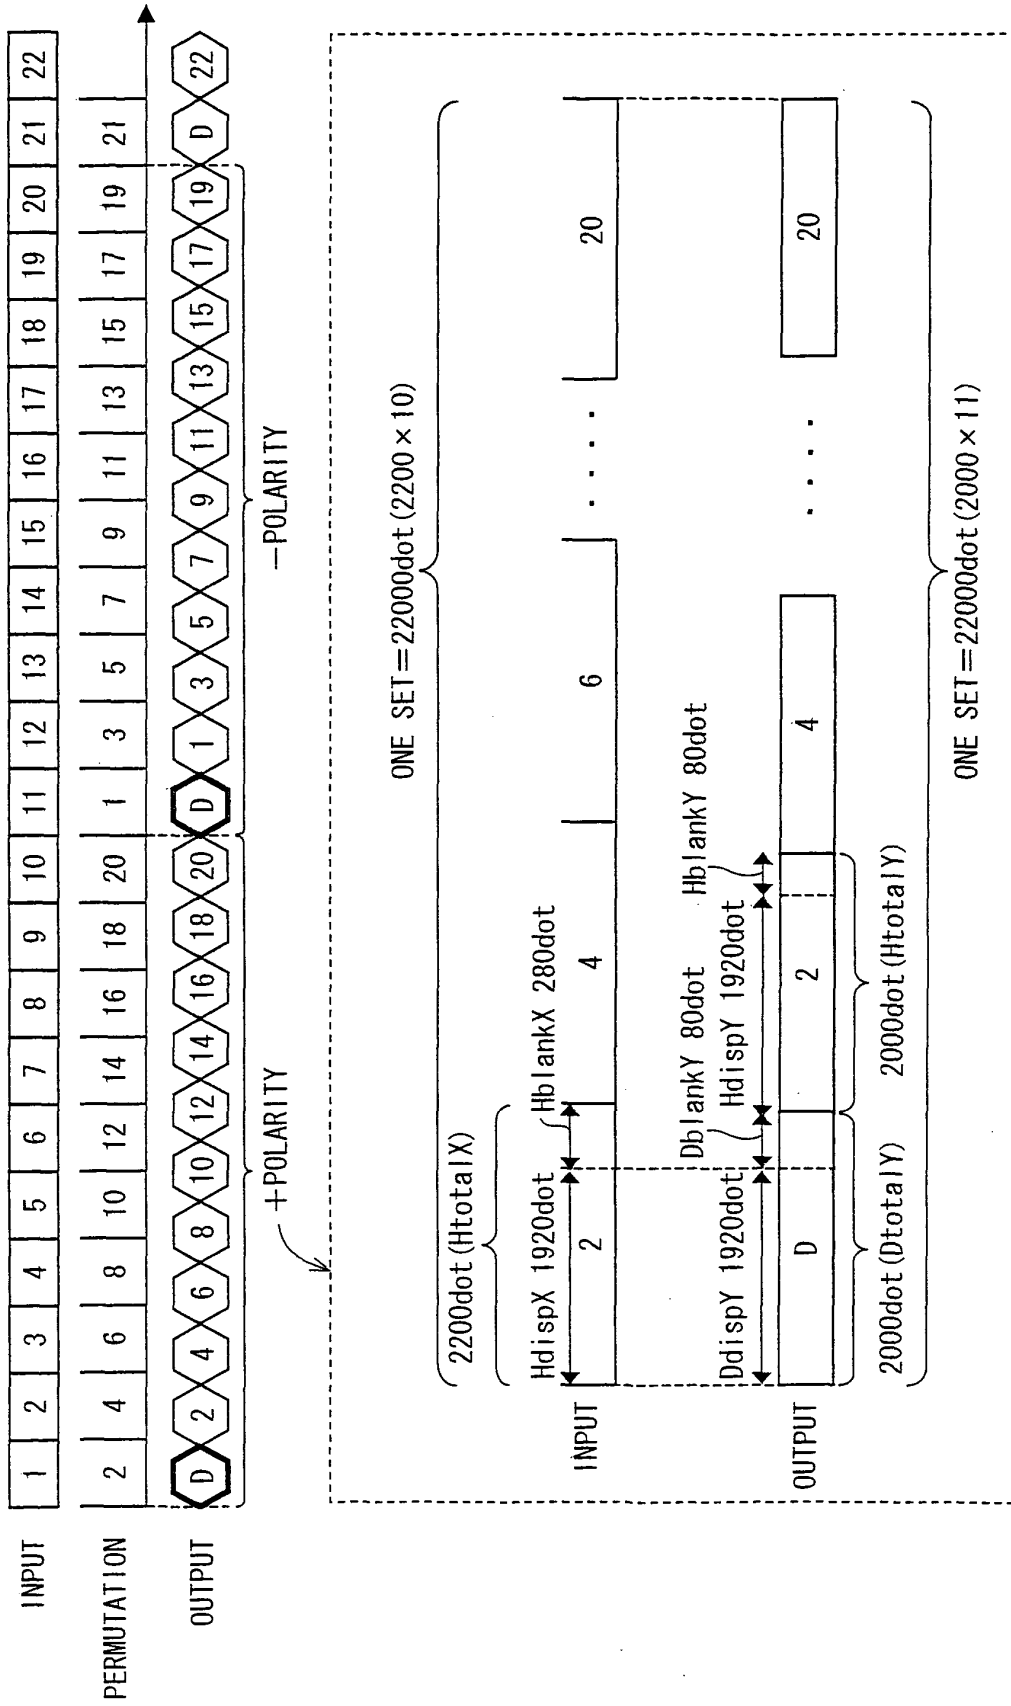 INPUT 1 2 3 4 5 6 7 8 9 10 11 12 13 14 15 16 17 18 19 20 21 22
PERMUTATION 2 4 6 8 10 12 14 16 18 20 1 3 5 7 9 11 13 15 17 19 21
OUTPUT D 2 4 6 8 10 12 14 16 18 20 D 1 3 5 7 9 11 13 15 17 19 D 22
+POLARITY
−POLARITY
ONE SET=22000dot(2200×10)
2200dot(HtotalX)
HdispX 1920dot HblankX 280dot
INPUT 2 4 6 ···· 20
DblankY 80dot HblankY 80dot
DdispY 1920dot HdispY 1920dot
OUTPUT D 2 4 ···· 20
2000dot(DtotalY) 2000dot(HtotalY)
ONE SET=22000dot(2000×11)